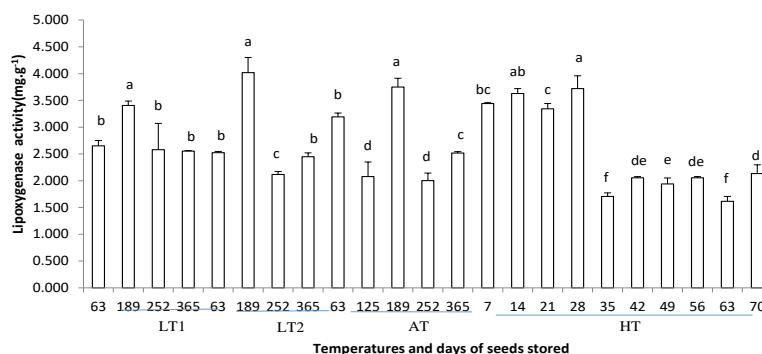 Lipoxygenase activity(mg.g-1)
5.000
4.500
4.000
3.500
3.000
2.500
2.000
1.500
1.000
0.500
0.000
b a b b b a c b b d a d c bc ab c a f de e de f d
63 189 252 365 63 189 252 365 63 125 189 252 365 7 14 21 28 35 42 49 56 63 70
LT1 LT2 AT HT
Temperatures and days of seeds stored